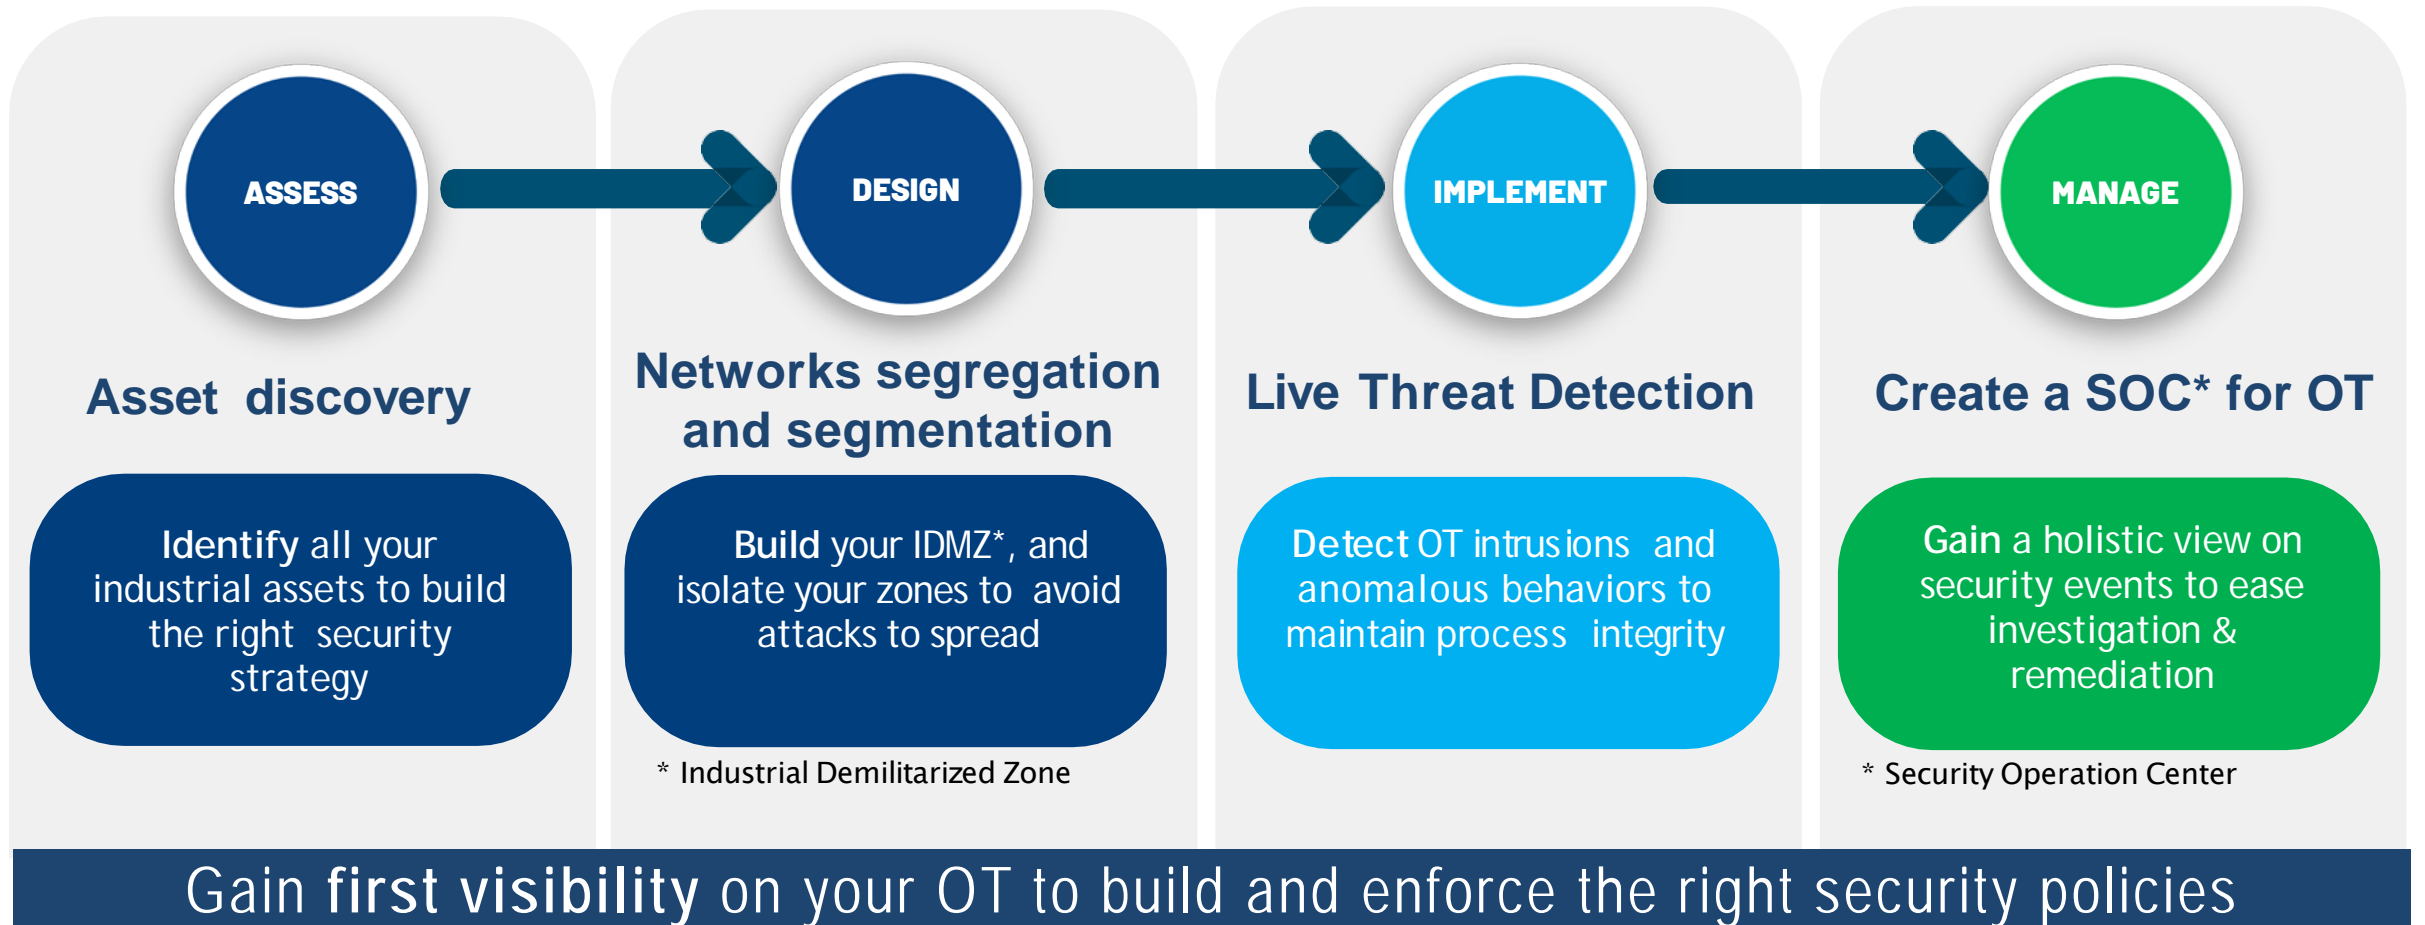 ASSESS
DESIGN
IMPLEMENT
MANAGE
Asset discovery
Identify all your
industrial assets to build
the right security
strategy
Networks segregation
and segmentation
Build your IDMZ*, and
isolate your zones to avoid
attacks to spread
* Industrial Demilitarized Zone
Live Threat Detection
Detect OT intrusions and
anomalous behaviors to
maintain process integrity
Create a SOC* for OT
Gain a holistic view on
security events to ease
investigation &
remediation
* Security Operation Center
Gain first visibility on your OT to build and enforce the right security policies